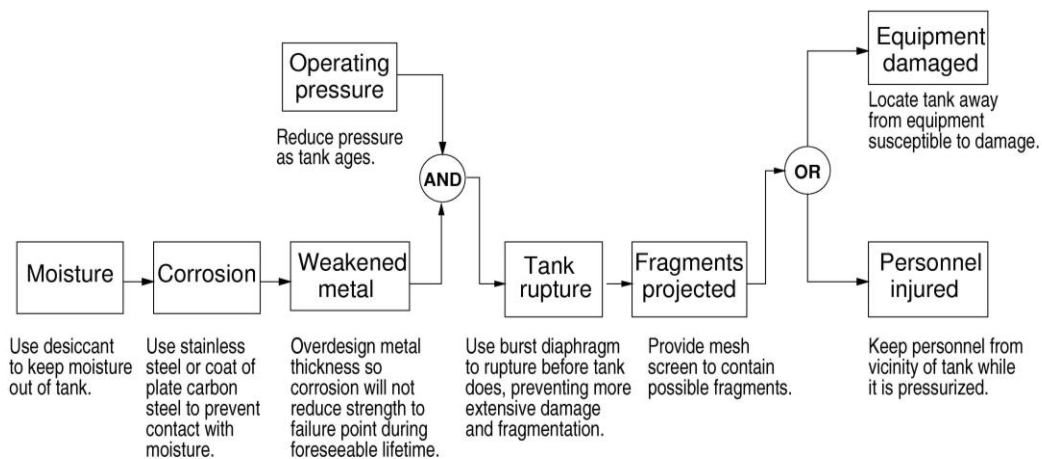 Operating
pressure
Reduce pressure
as tank ages.
AND
Equipment
damaged
Locate tank away
from equipment
susceptible to damage.
OR
Moisture
Use desiccant
to keep moisture
out of tank.
Corrosion
Use stainless
steel or coat of
plate carbon
steel to prevent
contact with
moisture.
Weakened
metal
Overdesign metal
thickness so
corrosion will not
reduce strength to
failure point during
foreseeable lifetime.
Tank
rupture
Use burst diaphragm
to rupture before tank
does, preventing more
extensive damage
and fragmentation.
Fragments
projected
Provide mesh
screen to contain
possible fragments.
Personnel
injured
Keep personnel from
vicinity of tank while
it is pressurized.